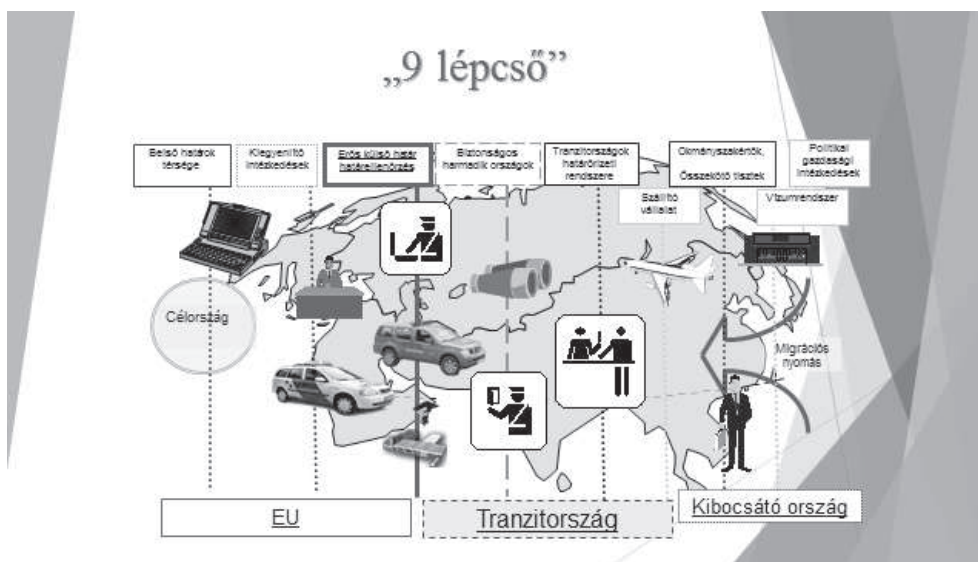 „9 lépcső”
Belső határok
térsége
Kiegyenlítő
intézkedések
Erős külső határ
határellenőrzés
Biztonságos
harmadik országok
Tranzitországok
határőrizeti
rendszere
Okmányszakértők,
Összekötő tisztek
Politikai
gazdasági
intézkedések
Szállító
vállalat
Vízumrendszer
Célország
Migrációs
nyomás
EU
Tranzitország
Kibocsátó ország